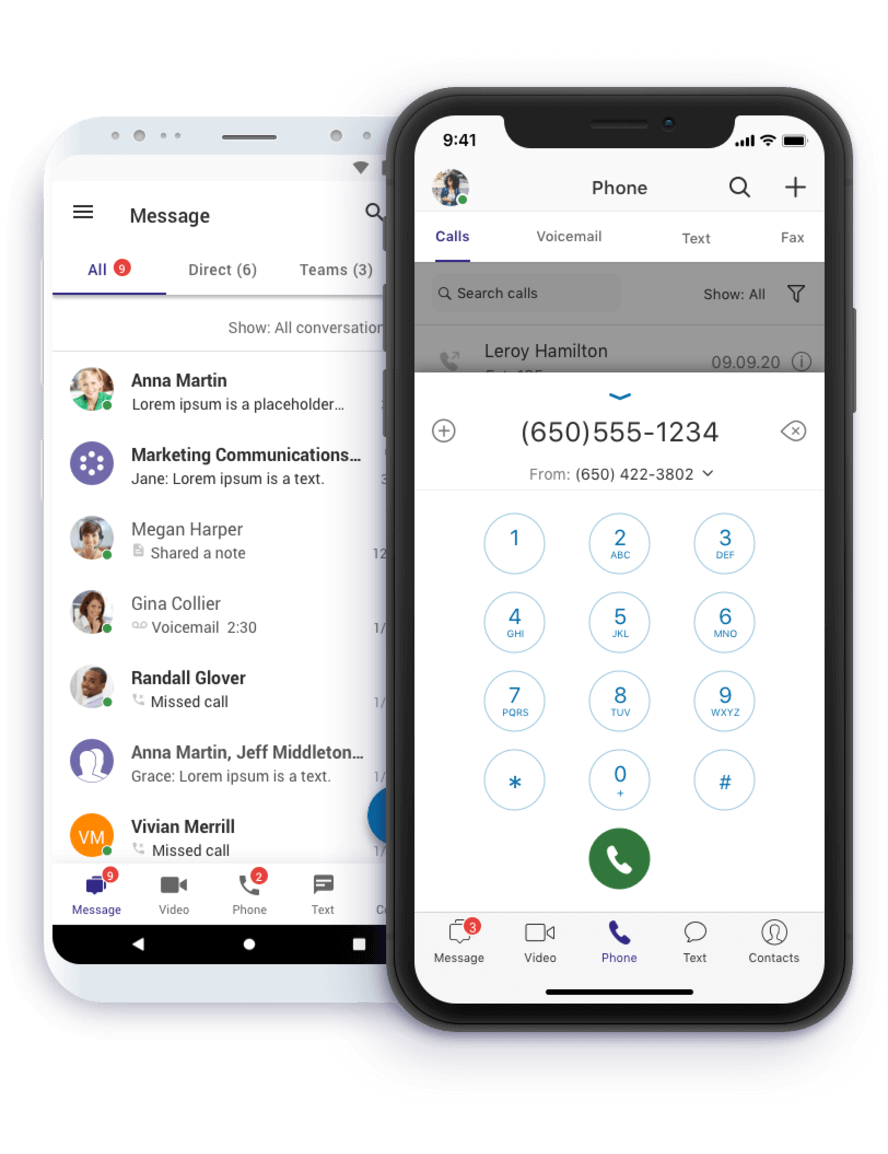 Message
All 9
Direct (6)
Teams (3)
Show: All conversation
Anna Martin
Lorem ipsum is a placeholder...
Marketing Communications...
Jane: Lorem ipsum is a text.
3
Megan Harper
Shared a note
12
Gina Collier
Voicemail 2:30
1/
Randall Glover
Missed call
1/
Anna Martin, Jeff Middleton...
Grace: Lorem ipsum is a text.
1/
VM
Vivian Merrill
Missed call
1/
9
2
Message
Video
Phone
Text
9:41
Phone
Calls
Voicemail
Text
Fax
Search calls
Show: All
Leroy Hamilton
09.09.20
(650)555-1234
From: (650) 422-3802
1
2
ABC
3
DEF
4
GHI
5
JKL
6
MNO
7
PQRS
8
TUV
9
WXYZ
*
0
+
#
3
Message
Video
Phone
Text
Contacts